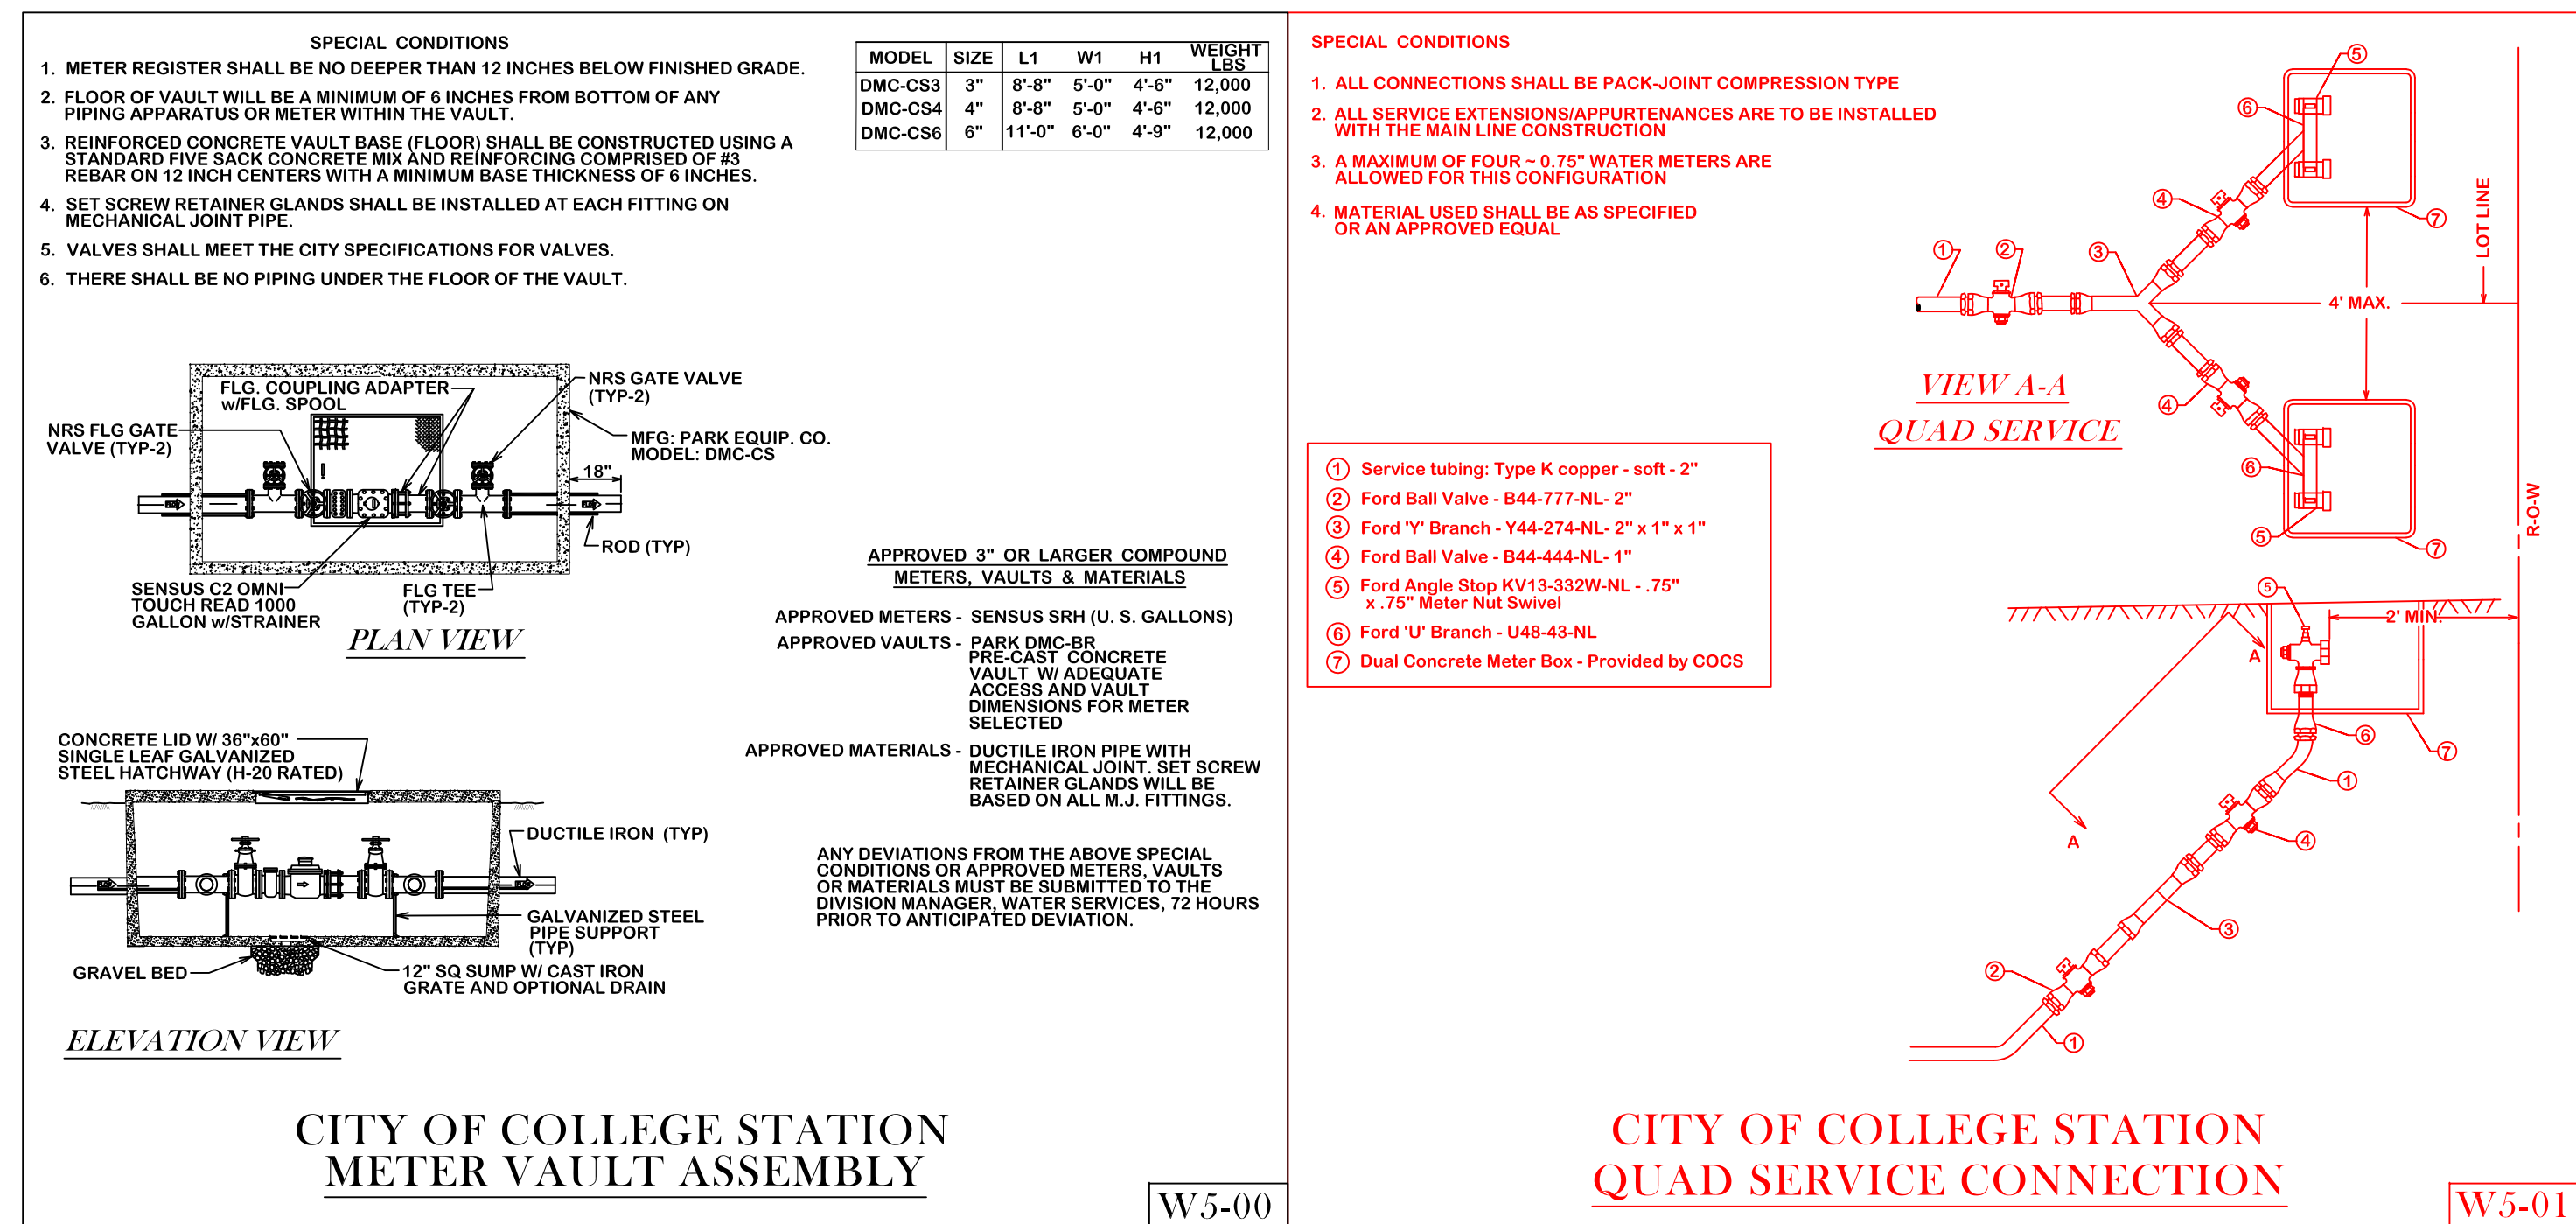 SPECIAL CONDITIONS
1. METER REGISTER SHALL BE NO DEEPER THAN 12 INCHES BELOW FINISHED GRADE.
2. FLOOR OF VAULT WILL BE A MINIMUM OF 6 INCHES FROM BOTTOM OF ANY
PIPING APPARATUS OR METER WITHIN THE VAULT.
3. REINFORCED CONCRETE VAULT BASE (FLOOR) SHALL BE CONSTRUCTED USING A
STANDARD FIVE SACK CONCRETE MIX AND REINFORCING COMPRISED OF #3
REBAR ON 12 INCH CENTERS WITH A MINIMUM BASE THICKNESS OF 6 INCHES.
4. SET SCREW RETAINER GLANDS SHALL BE INSTALLED AT EACH FITTING ON
MECHANICAL JOINT PIPE.
5. VALVES SHALL MEET THE CITY SPECIFICATIONS FOR VALVES.
6. THERE SHALL BE NO PIPING UNDER THE FLOOR OF THE VAULT.
MODEL SIZE L1 W1 H1 WEIGHT LBS
DMC-CS3 3" 8'-8" 5'-0" 4'-6" 12,000
DMC-CS4 4" 8'-8" 5'-0" 4'-6" 12,000
DMC-CS6 6" 11'-0" 6'-0" 4'-9" 12,000
FLG. COUPLING ADAPTER
w/FLG. SPOOL
NRS GATE VALVE
(TYP-2)
NRS FLG GATE
VALVE (TYP-2)
MFG: PARK EQUIP. CO.
MODEL: DMC-CS
18"
ROD (TYP)
SENSUS C2 OMNI
TOUCH READ 1000
GALLON w/STRAINER
FLG TEE
(TYP-2)
PLAN VIEW
APPROVED 3" OR LARGER COMPOUND
METERS, VAULTS & MATERIALS
APPROVED METERS - SENSUS SRH (U. S. GALLONS)
APPROVED VAULTS - PARK DMC-BR
PRE-CAST CONCRETE
VAULT W/ ADEQUATE
ACCESS AND VAULT
DIMENSIONS FOR METER
SELECTED
APPROVED MATERIALS - DUCTILE IRON PIPE WITH
MECHANICAL JOINT. SET SCREW
RETAINER GLANDS WILL BE
BASED ON ALL M.J. FITTINGS.
ANY DEVIATIONS FROM THE ABOVE SPECIAL
CONDITIONS OR APPROVED METERS, VAULTS
OR MATERIALS MUST BE SUBMITTED TO THE
DIVISION MANAGER, WATER SERVICES, 72 HOURS
PRIOR TO ANTICIPATED DEVIATION.
CONCRETE LID W/ 36"x60"
SINGLE LEAF GALVANIZED
STEEL HATCHWAY (H-20 RATED)
DUCTILE IRON (TYP)
GALVANIZED STEEL
PIPE SUPPORT
(TYP)
GRAVEL BED
12" SQ SUMP W/ CAST IRON
GRATE AND OPTIONAL DRAIN
ELEVATION VIEW
CITY OF COLLEGE STATION
METER VAULT ASSEMBLY
W5-00
SPECIAL CONDITIONS
1. ALL CONNECTIONS SHALL BE PACK-JOINT COMPRESSION TYPE
2. ALL SERVICE EXTENSIONS/APPURTENANCES ARE TO BE INSTALLED
WITH THE MAIN LINE CONSTRUCTION
3. A MAXIMUM OF FOUR ~ 0.75" WATER METERS ARE
ALLOWED FOR THIS CONFIGURATION
4. MATERIAL USED SHALL BE AS SPECIFIED
OR AN APPROVED EQUAL
5
6
4
7
LOT LINE
1
2
3
4' MAX.
VIEW A-A
QUAD SERVICE
4
6
5
7
R-O-W
1 Service tubing: Type K copper - soft - 2"
2 Ford Ball Valve - B44-777-NL- 2"
3 Ford 'Y' Branch - Y44-274-NL- 2" x 1" x 1"
4 Ford Ball Valve - B44-444-NL- 1"
5 Ford Angle Stop KV13-332W-NL - .75"
x .75" Meter Nut Swivel
6 Ford 'U' Branch - U48-43-NL
7 Dual Concrete Meter Box - Provided by COCS
5
2' MIN.
A
6
7
1
A
4
3
2
1
CITY OF COLLEGE STATION
QUAD SERVICE CONNECTION
W5-01